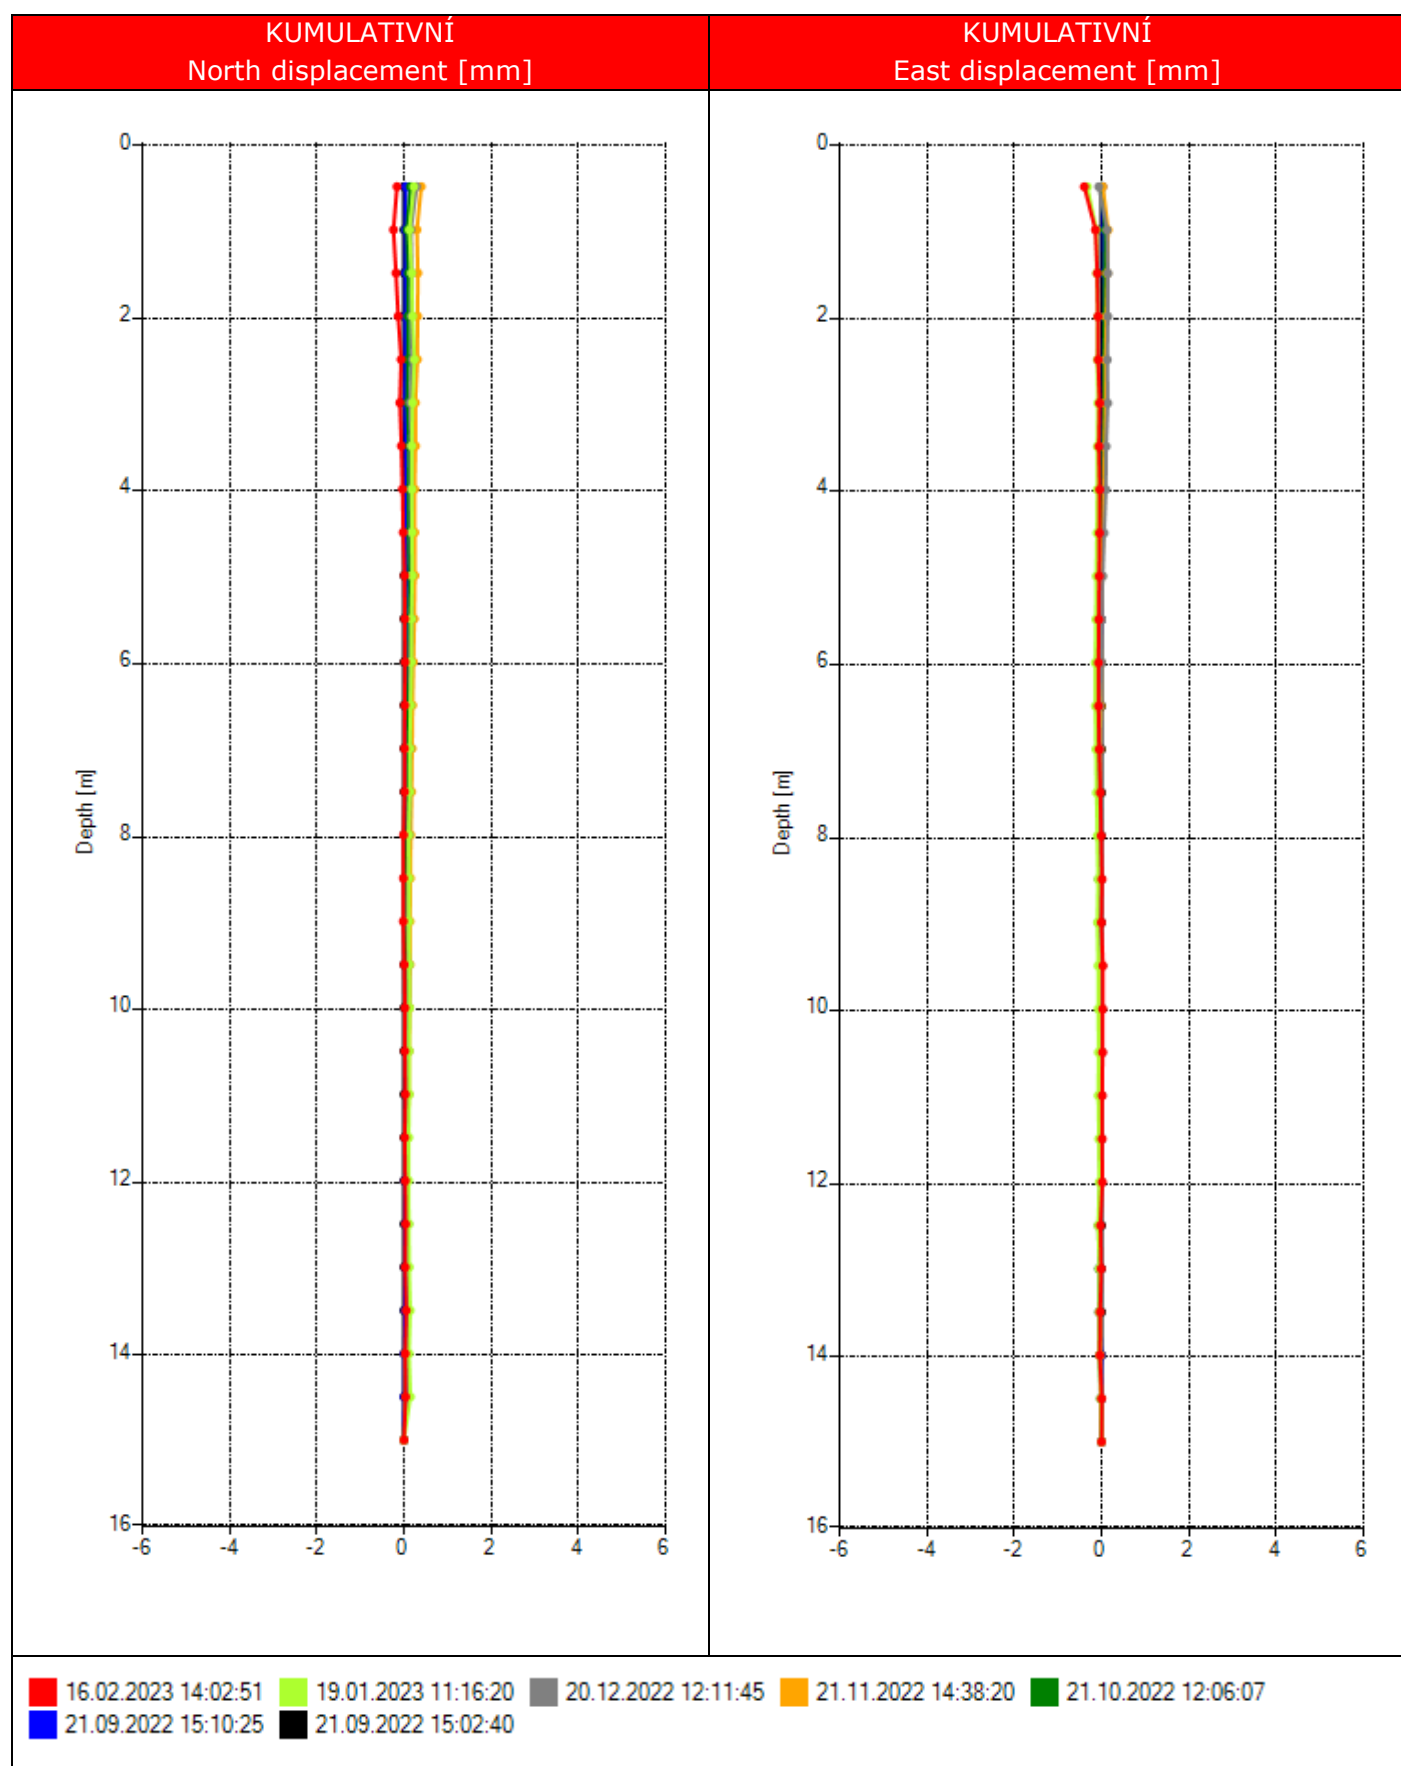 KUMULATIVNÍ
North displacement [mm]
KUMULATIVNÍ
East displacement [mm]
0
2
4
6
8
10
12
14
16
Depth [m]
-6 -4 -2 0 2 4 6
0
2
4
6
8
10
12
14
16
Depth [m]
-6 -4 -2 0 2 4 6
16.02.2023 14:02:51 19.01.2023 11:16:20 20.12.2022 12:11:45 21.11.2022 14:38:20 21.10.2022 12:06:07
21.09.2022 15:10:25 21.09.2022 15:02:40